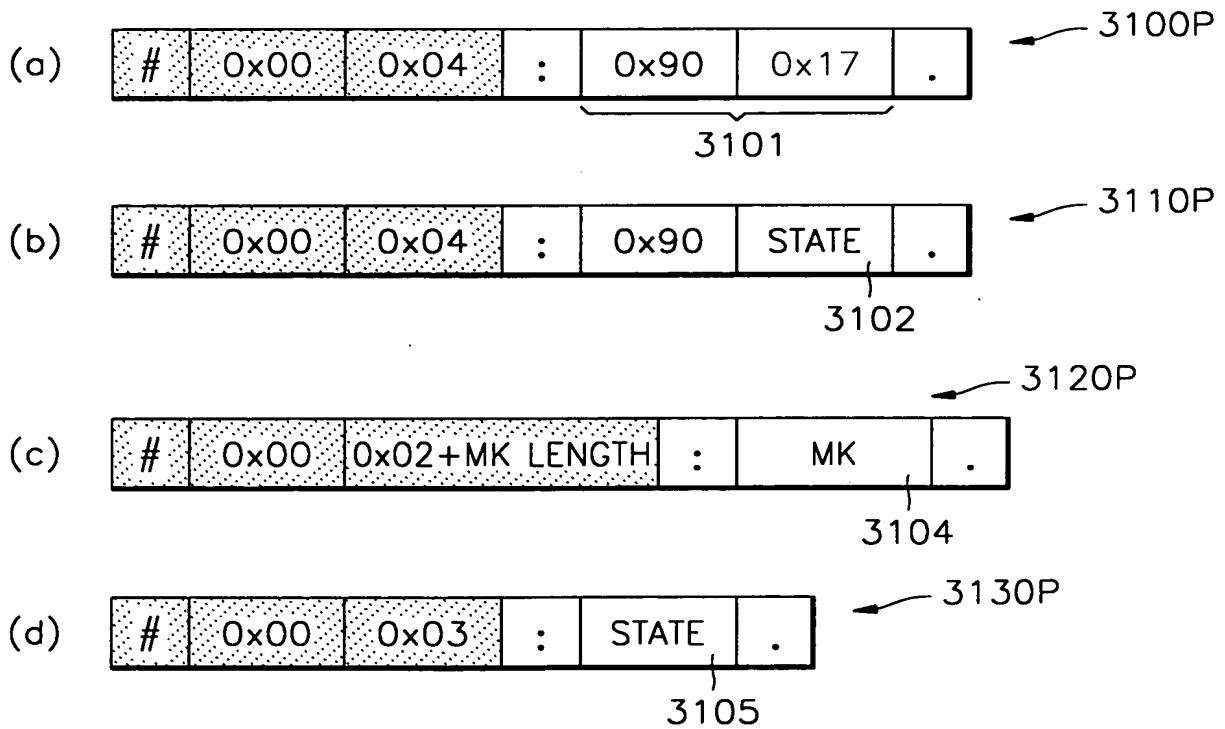 3100P
(a) # 0x00 0x04 : 0x90 0x17 .
3101
3110P
(b) # 0x00 0x04 : 0x90 STATE .
3102
3120P
(c) # 0x00 0x02+MK LENGTH : MK .
3104
3130P
(d) # 0x00 0x03 : STATE .
3105